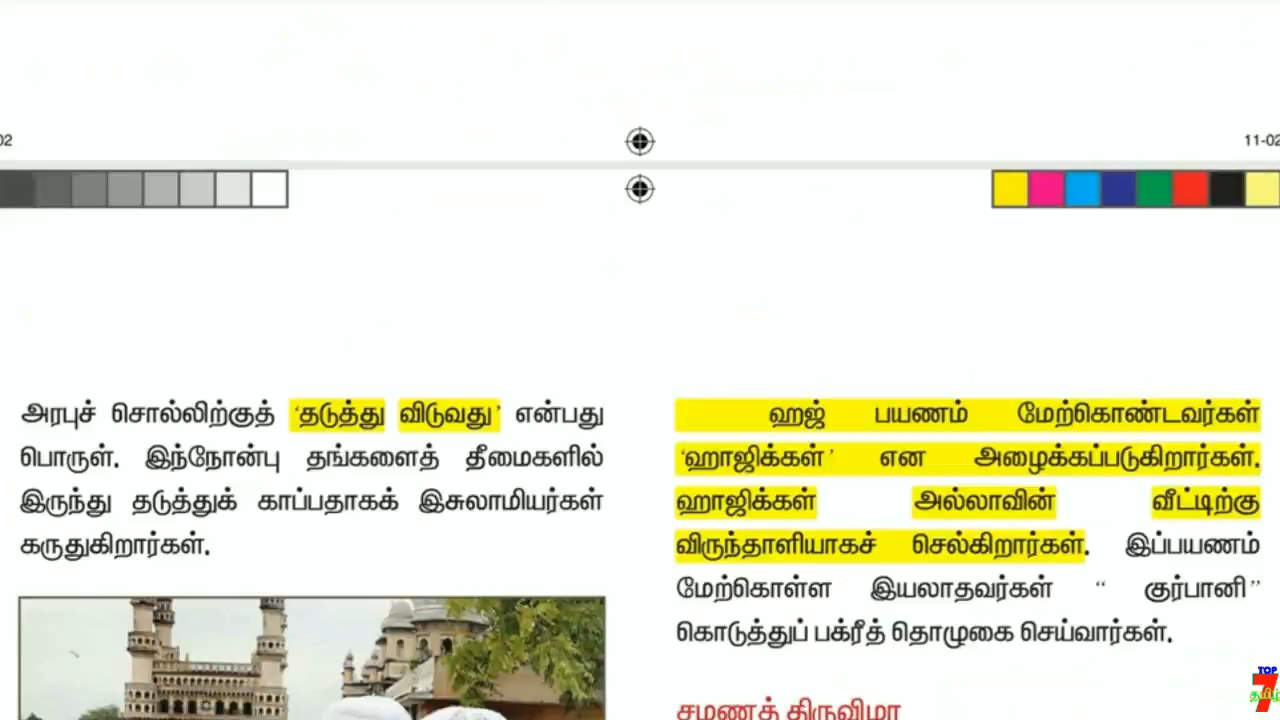 02
11-02
அரபுச் சொல்லிற்குத் 'தடுத்து விடுவது' என்பது
பொருள். இந்நோன்பு தங்களைத் தீமைகளில்
இருந்து தடுத்துக் காப்பதாகக் இசுலாமியர்கள்
கருதுகிறார்கள்.
ஹஜ் பயணம் மேற்கொண்டவர்கள்
'ஹாஜிக்கள்' என அழைக்கப்படுகிறார்கள்.
ஹாஜிக்கள் அல்லாவின் வீட்டிற்கு
விருந்தாளியாகச் செல்கிறார்கள். இப்பயணம்
மேற்கொள்ள இயலாதவர்கள் “ குர்பானி”
கொடுத்துப் பக்ரீத் தொழுகை செய்வார்கள்.
சமணத் திருவிழா
TOP
7
தமிழ்